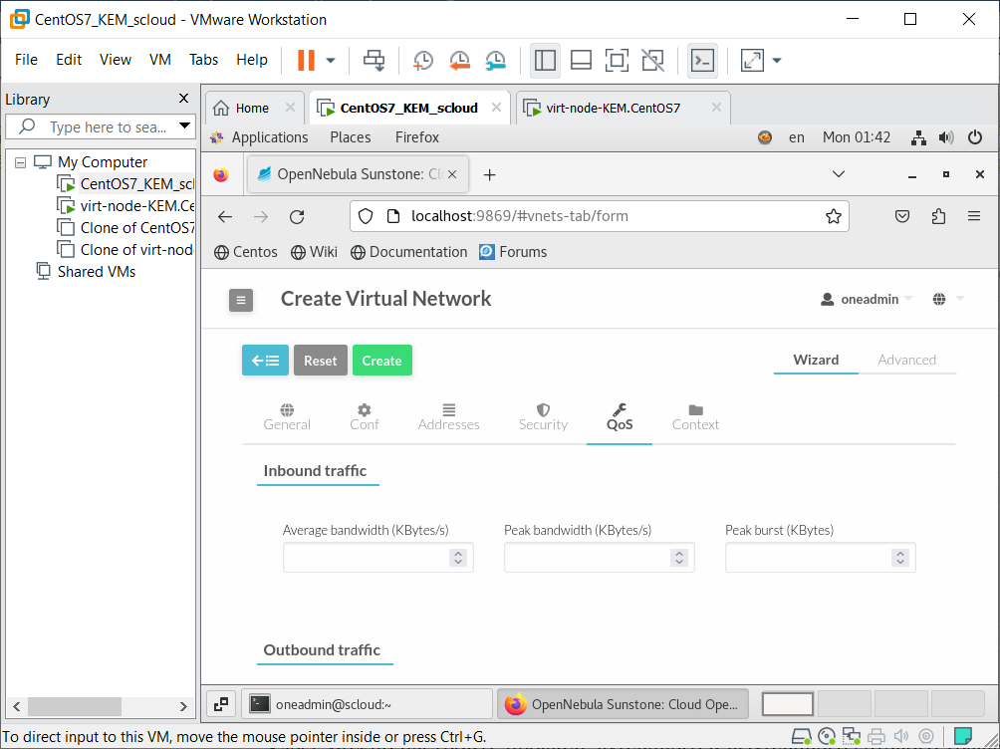 CentOS7_KEM_scloud - VMware Workstation
File Edit View VM Tabs Help
Library
Type here to sea...
My Computer
CentOS7_KEM_scl
virt-node-KEM.Ce
Clone of CentOS7
Clone of virt-nod
Shared VMs
Home CentOS7_KEM_scloud virt-node-KEM.CentOS7
Applications Places Firefox en Mon 01:42
OpenNebula Sunstone: Clo
localhost:9869/#vnets-tab/form
Centos Wiki Documentation Forums
Create Virtual Network oneadmin
Reset Create Wizard Advanced
General Conf Addresses Security QoS Context
Inbound traffic
Average bandwidth (KBytes/s) Peak bandwidth (KBytes/s) Peak burst (KBytes)
Outbound traffic
oneadmin@scloud:~ OpenNebula Sunstone: Cloud Ope...
To direct input to this VM, move the mouse pointer inside or press Ctrl+G.